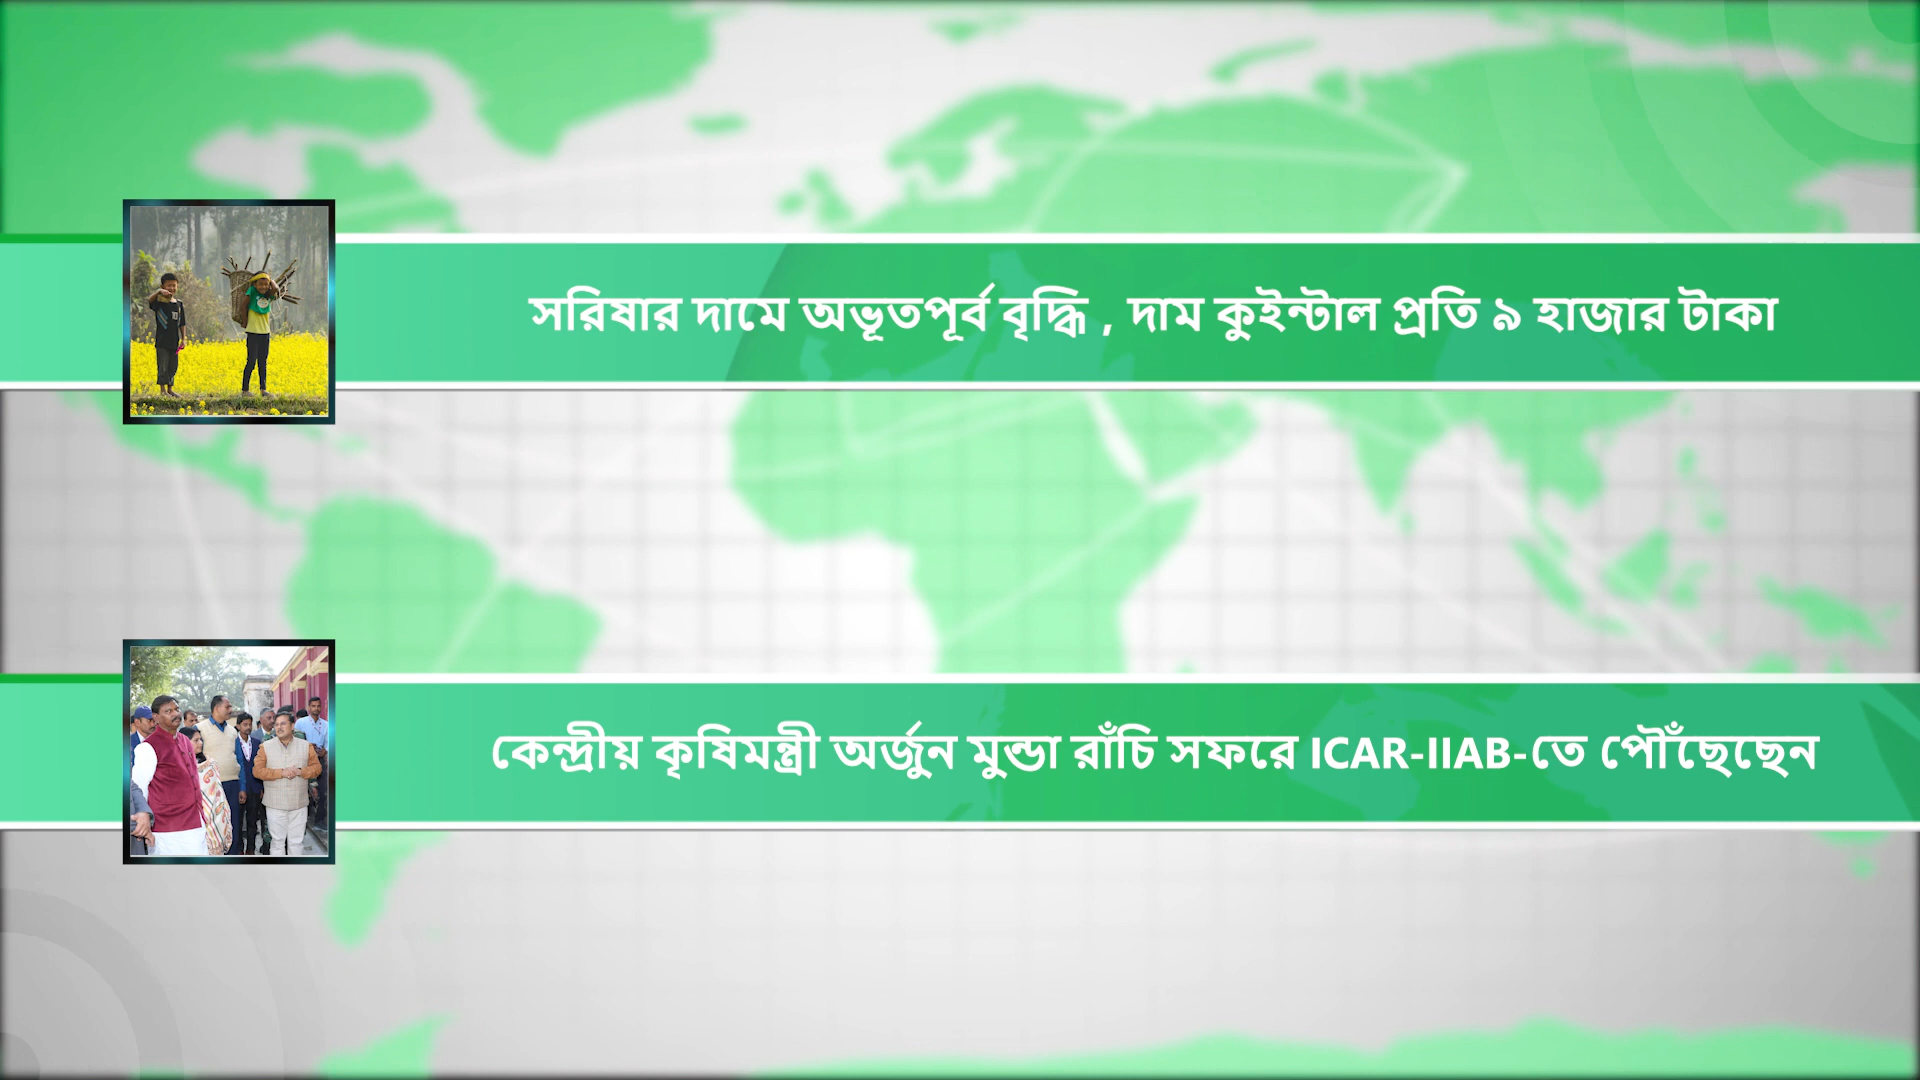 সরিষার দামে অভূতপূর্ব বৃদ্ধি , দাম কুইন্টাল প্রতি ৯ হাজার টাকা
কেন্দ্রীয় কৃষিমন্ত্রী অর্জুন মুন্ডা রাঁচি সফরে ICAR-IIAB-তে পৌঁছেছেন